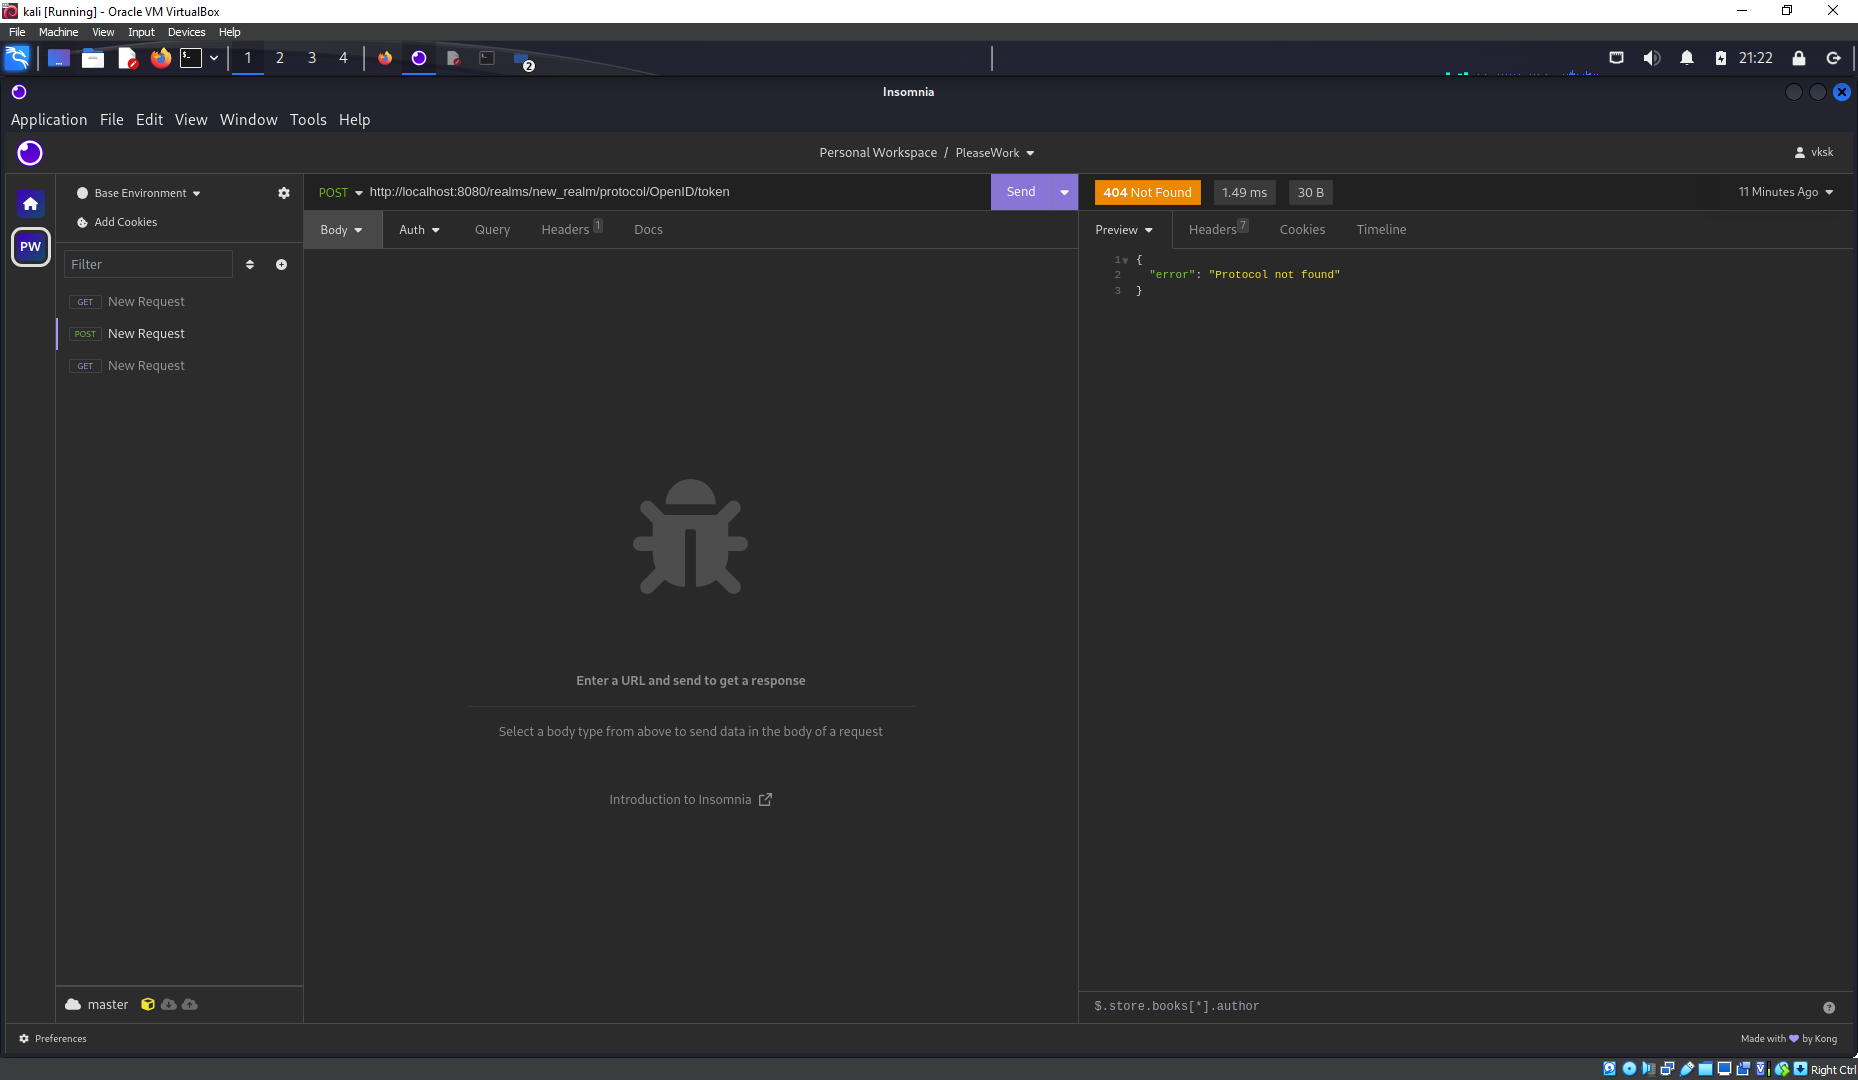 kali [Running] - Oracle VM VirtualBox
File Machine View Input Devices Help
1 2 3 4 2 21:22
Insomnia
Application File Edit View Window Tools Help
Personal Workspace / PleaseWork vksk
PW
Base Environment
Add Cookies
Filter
GET New Request
POST New Request
GET New Request
master
POST http://localhost:8080/realms/new_realm/protocol/OpenID/token Send
Body Auth Query Headers 1 Docs
Enter a URL and send to get a response
Select a body type from above to send data in the body of a request
Introduction to Insomnia
404 Not Found 1.49 ms 30 B 11 Minutes Ago
Preview Headers 7 Cookies Timeline
1 {
2 "error": "Protocol not found"
3 }
$.store.books[*].author
Preferences
Made with by Kong
Right Ctrl